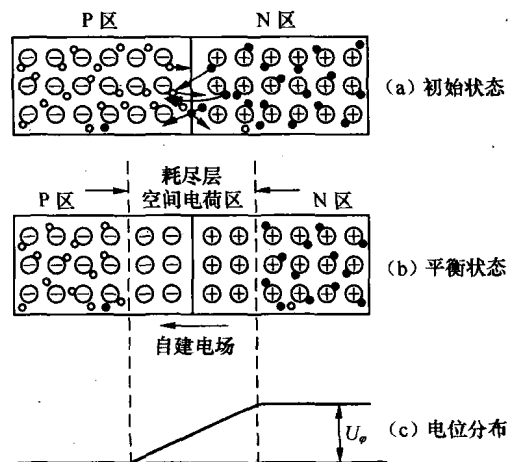 P 区 N 区
(a) 初始状态
耗尽层
P 区 空间电荷区 N 区
(b) 平衡状态
自建电场
Uφ (c) 电位分布